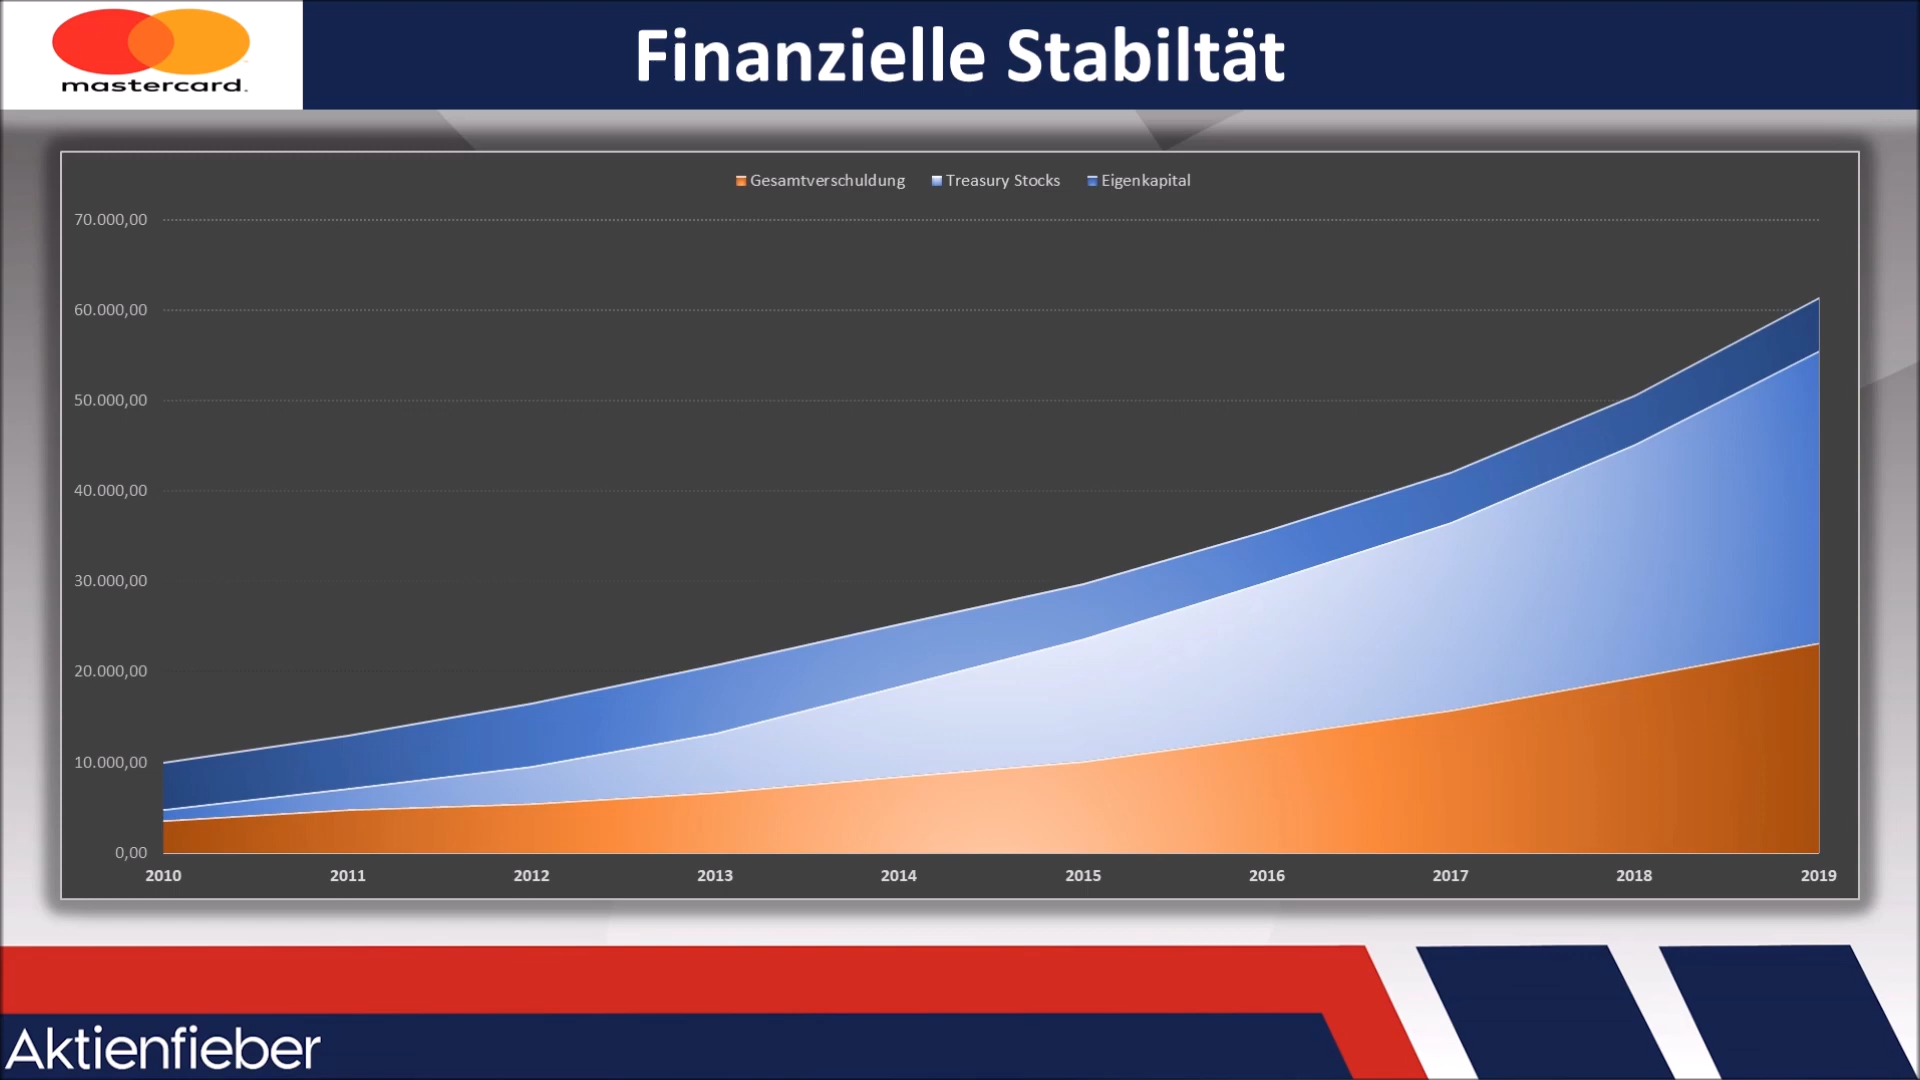 mastercard.
Finanzielle Stabiltät
Gesamtverschuldung Treasury Stocks Eigenkapital
70.000,00
60.000,00
50.000,00
40.000,00
30.000,00
20.000,00
10.000,00
0,00
2010 2011 2012 2013 2014 2015 2016 2017 2018 2019
Aktienfieber